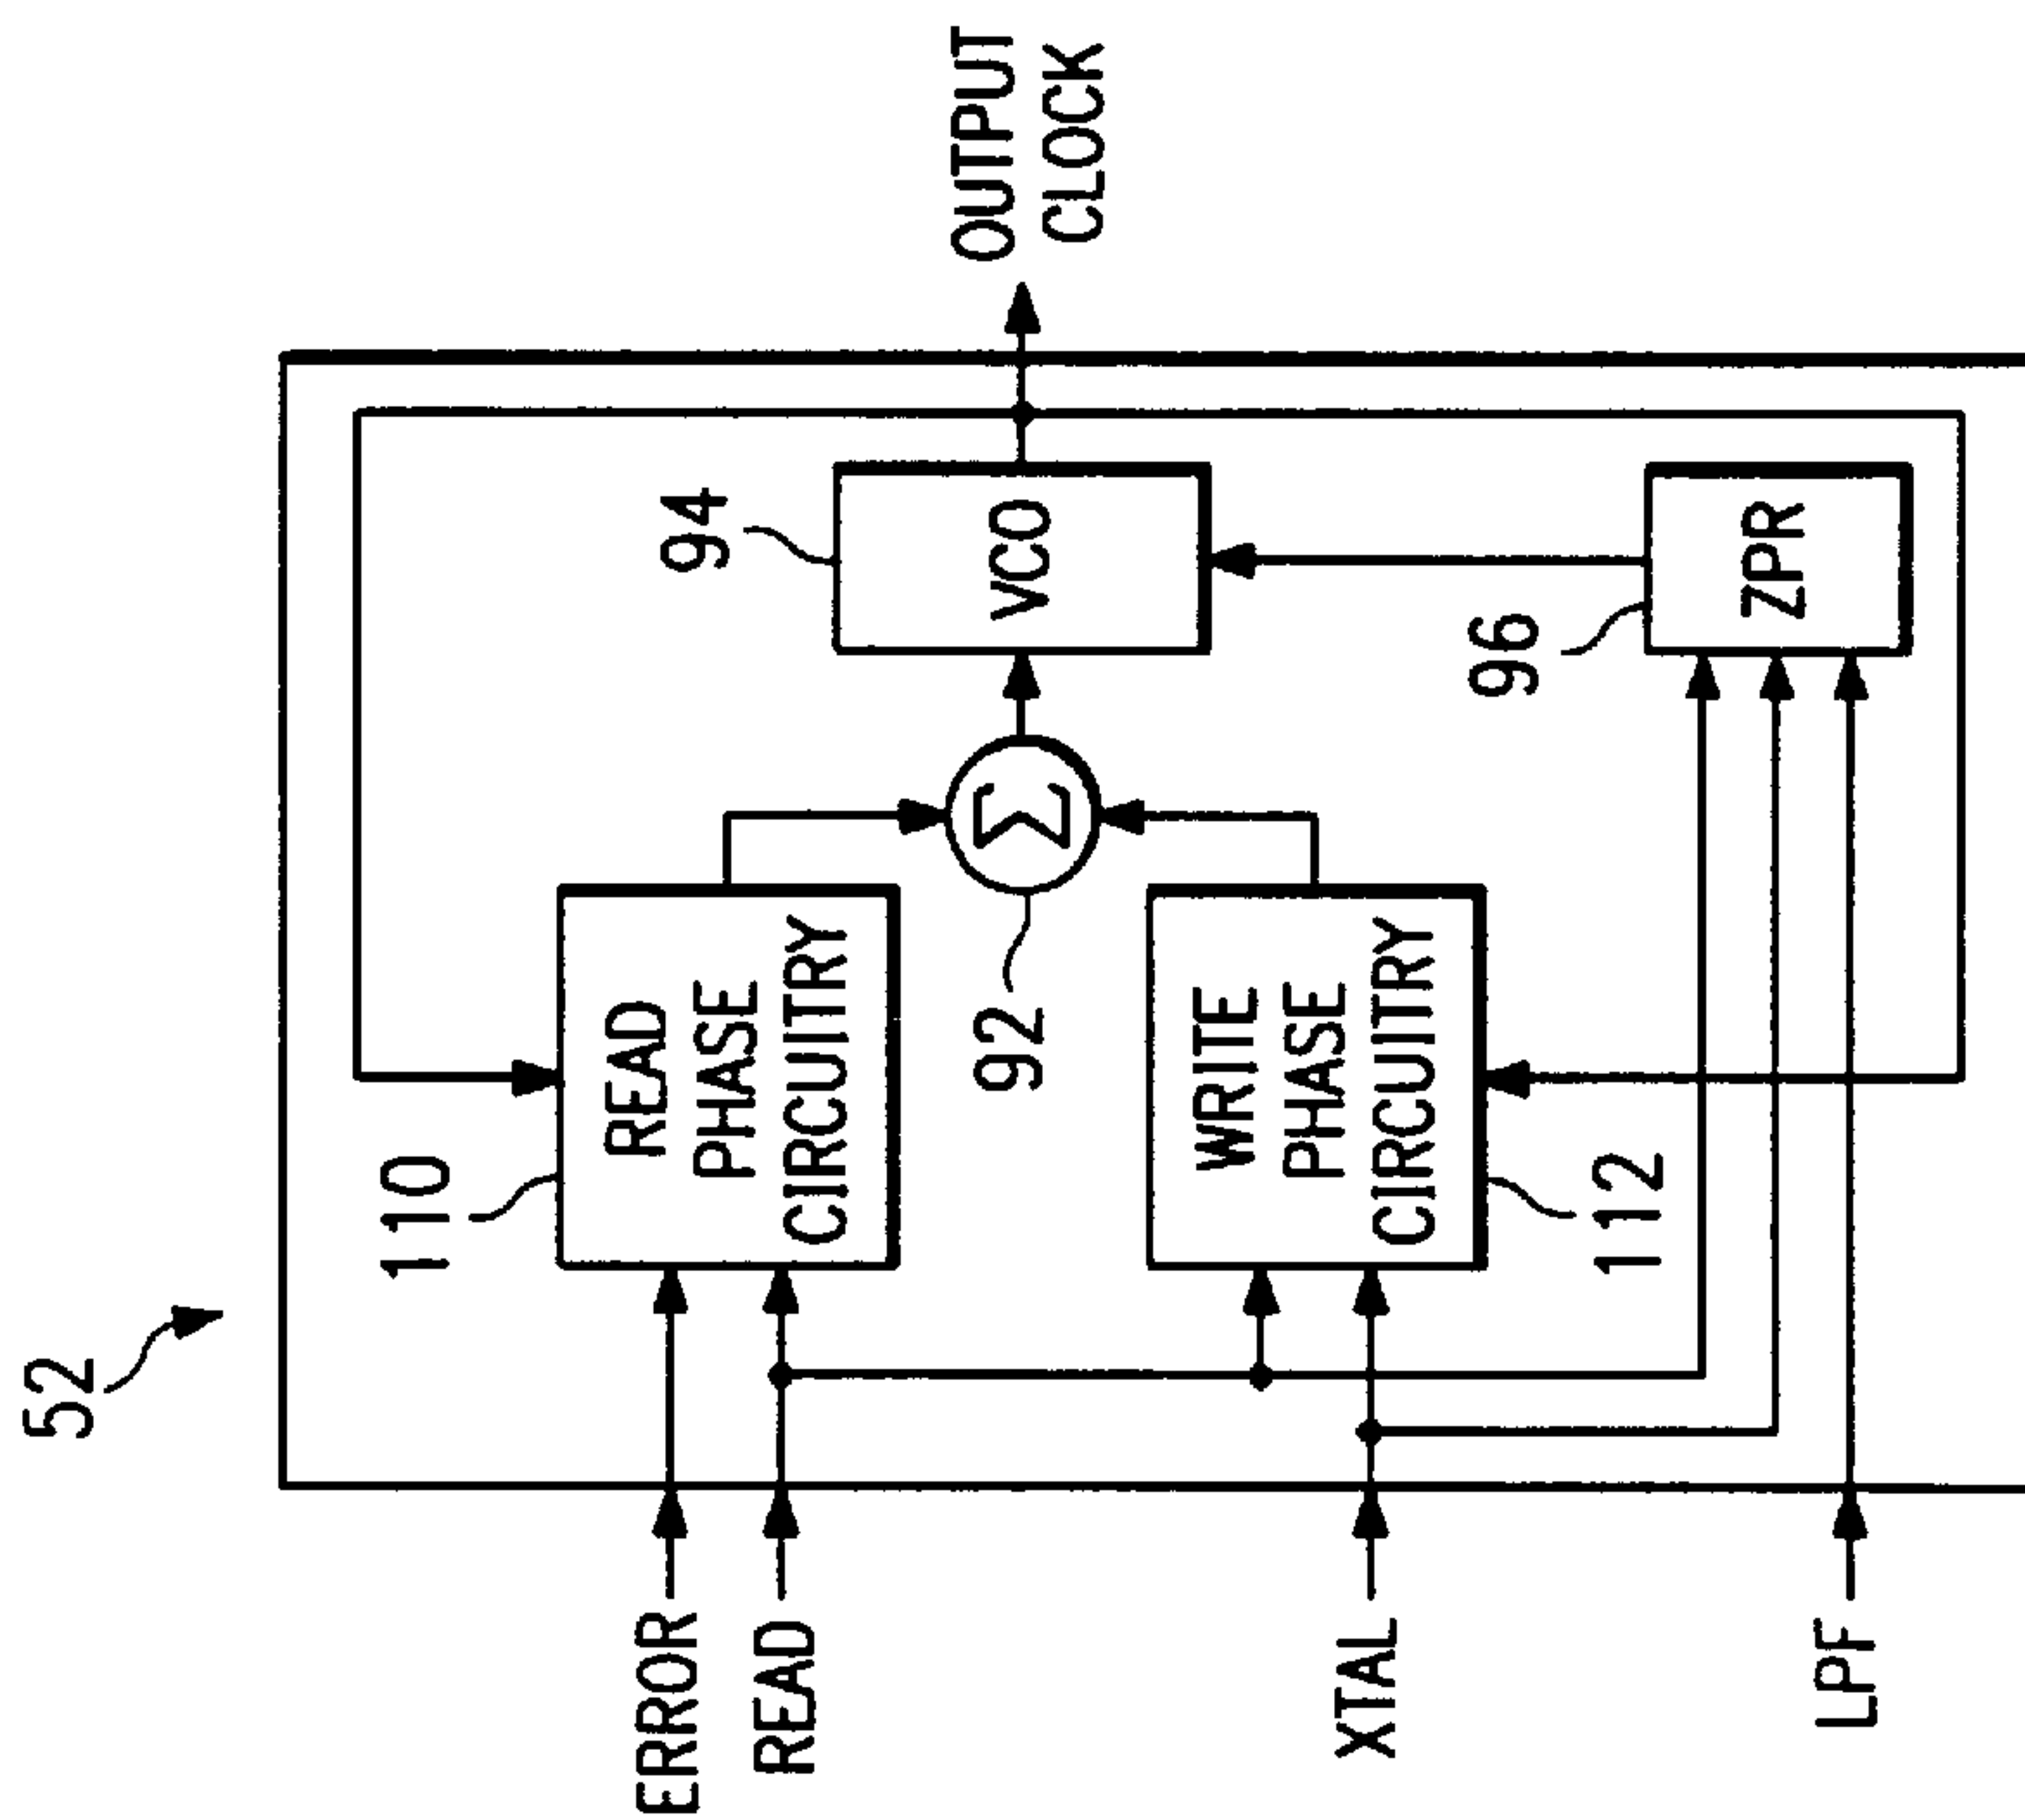 52
ERROR
READ
XTAL
LPF
110
READ
PHASE
CIRCUITRY
WRITE
PHASE
CIRCUITRY
112
92
Σ
94
VCO
96
ZPR
OUTPUT
CLOCK